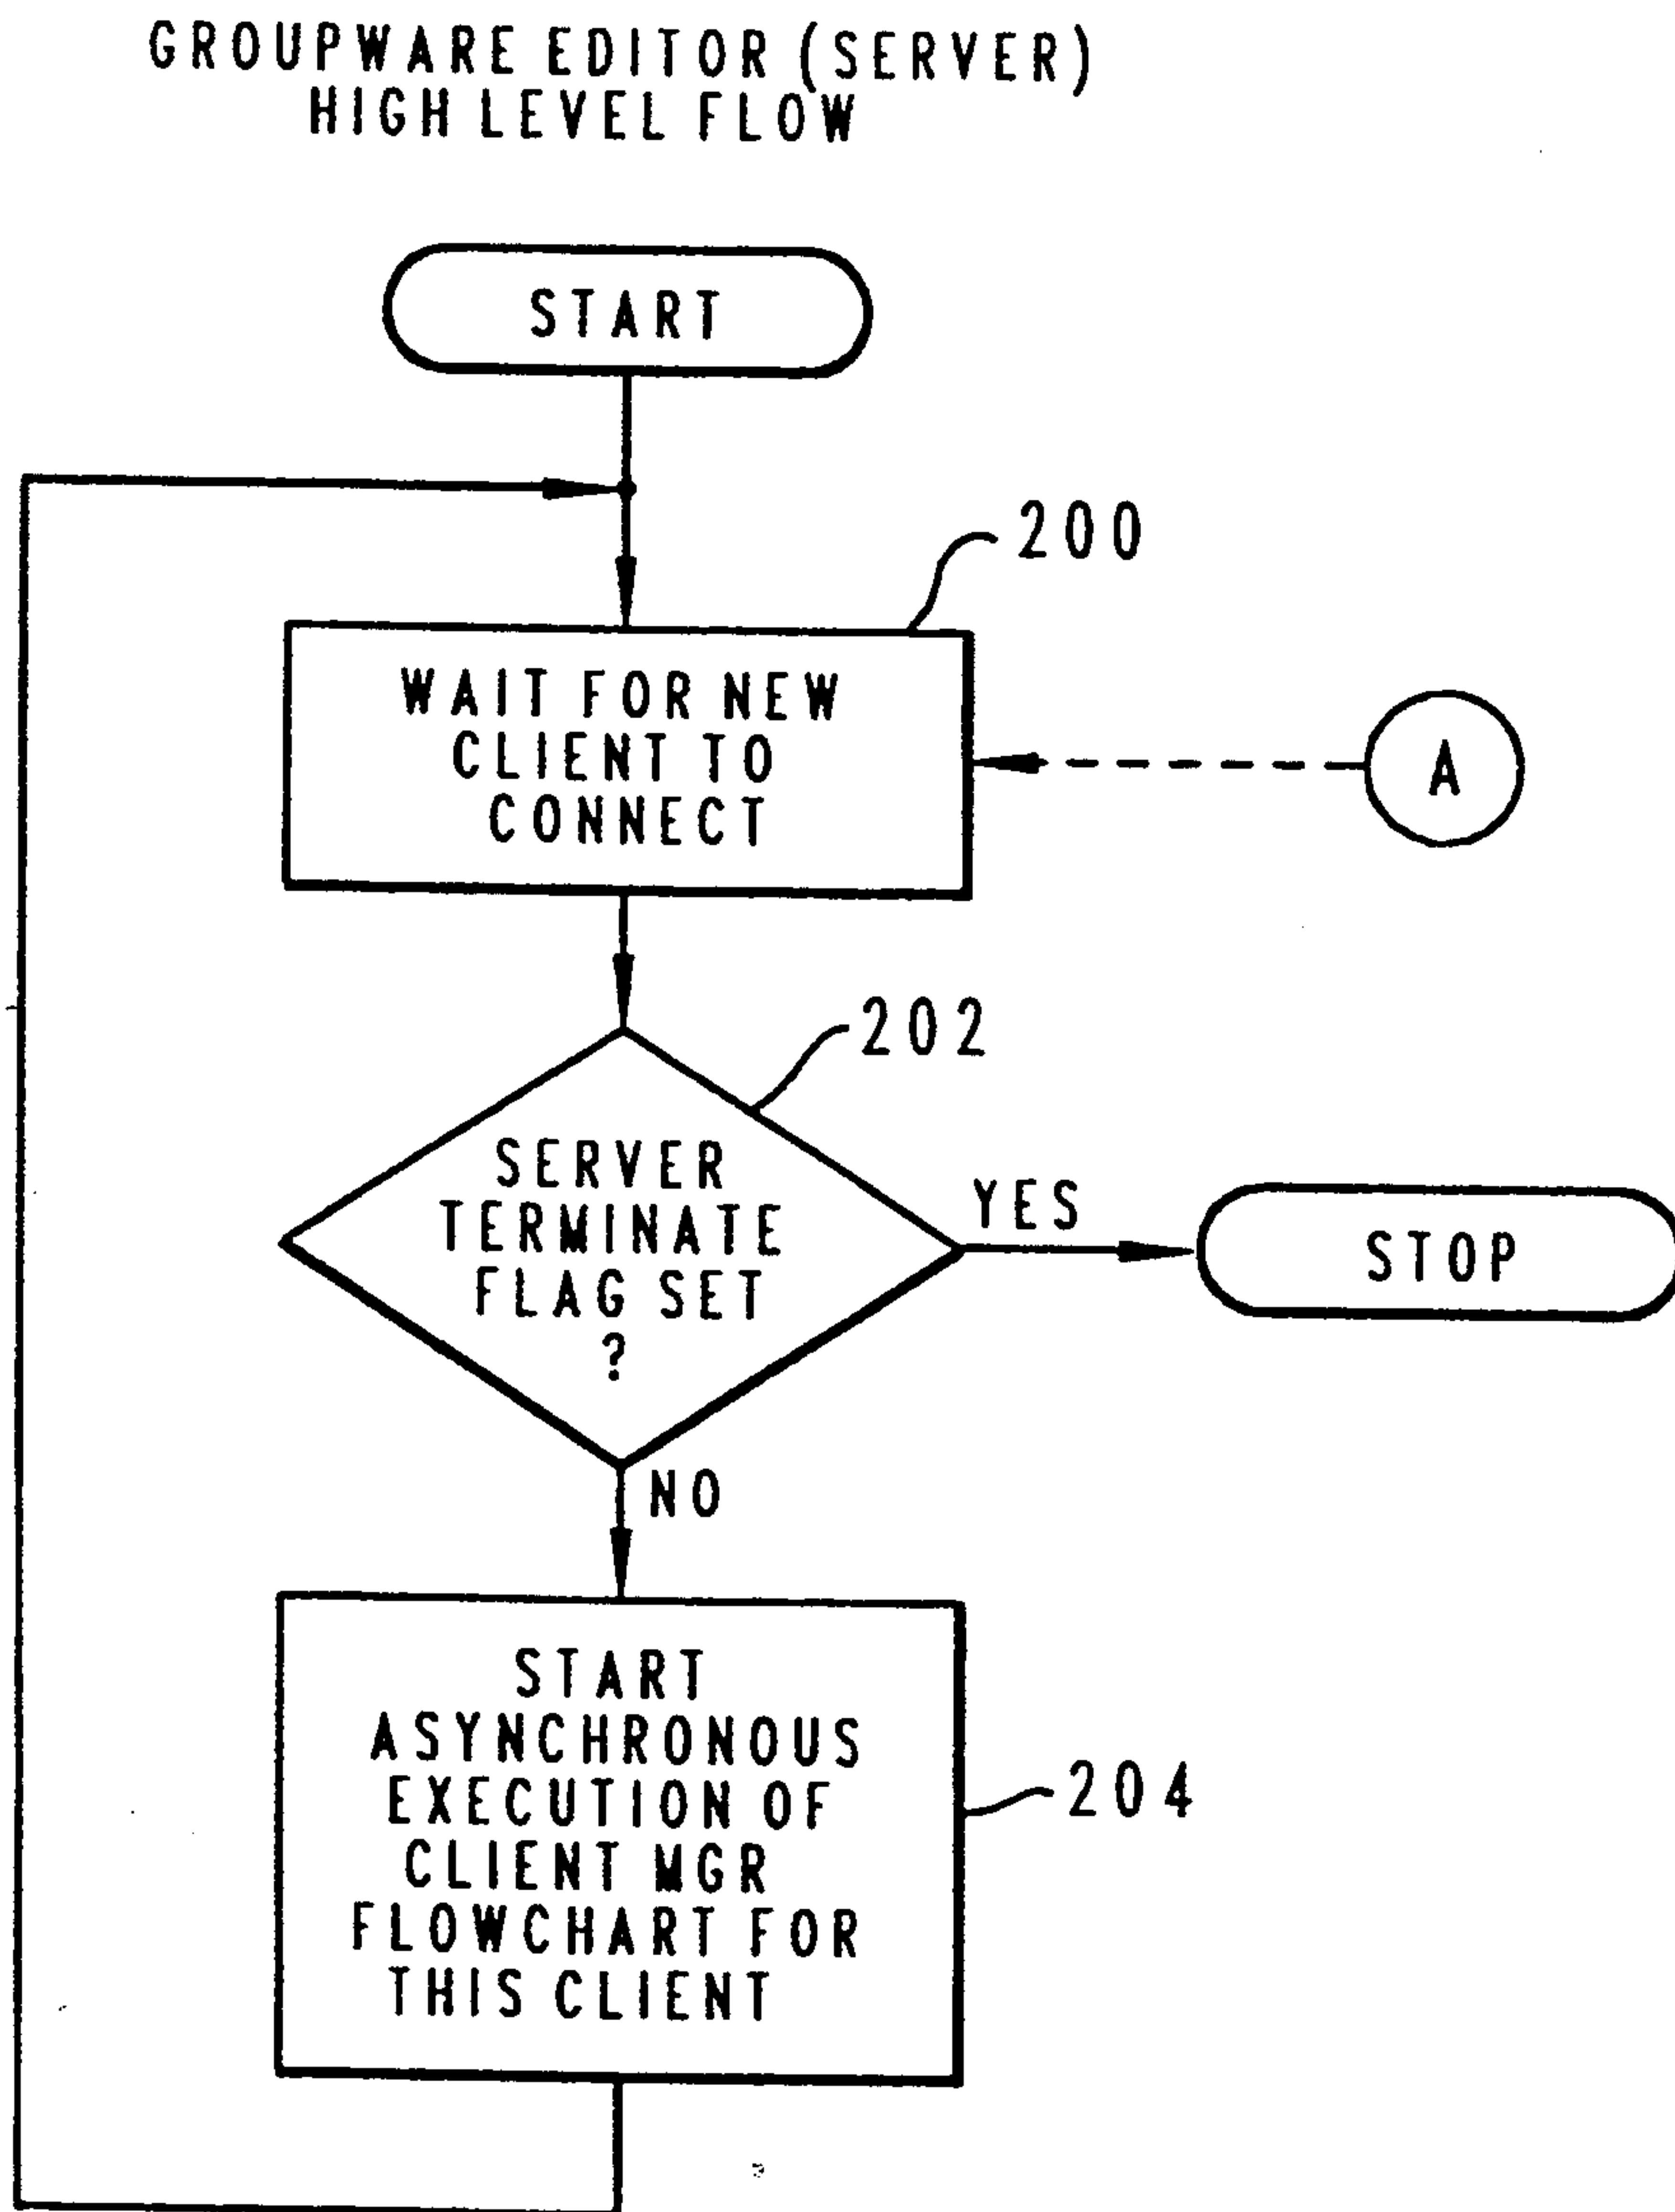 GROUPWARE EDITOR (SERVER)
HIGH LEVEL FLOW
START
200
WAIT FOR NEW
CLIENT TO
CONNECT
A
202
SERVER
TERMINATE
FLAG SET
?
YES
STOP
NO
START
ASYNCHRONOUS
EXECUTION OF
CLIENT MGR
FLOWCHART FOR
THIS CLIENT
204